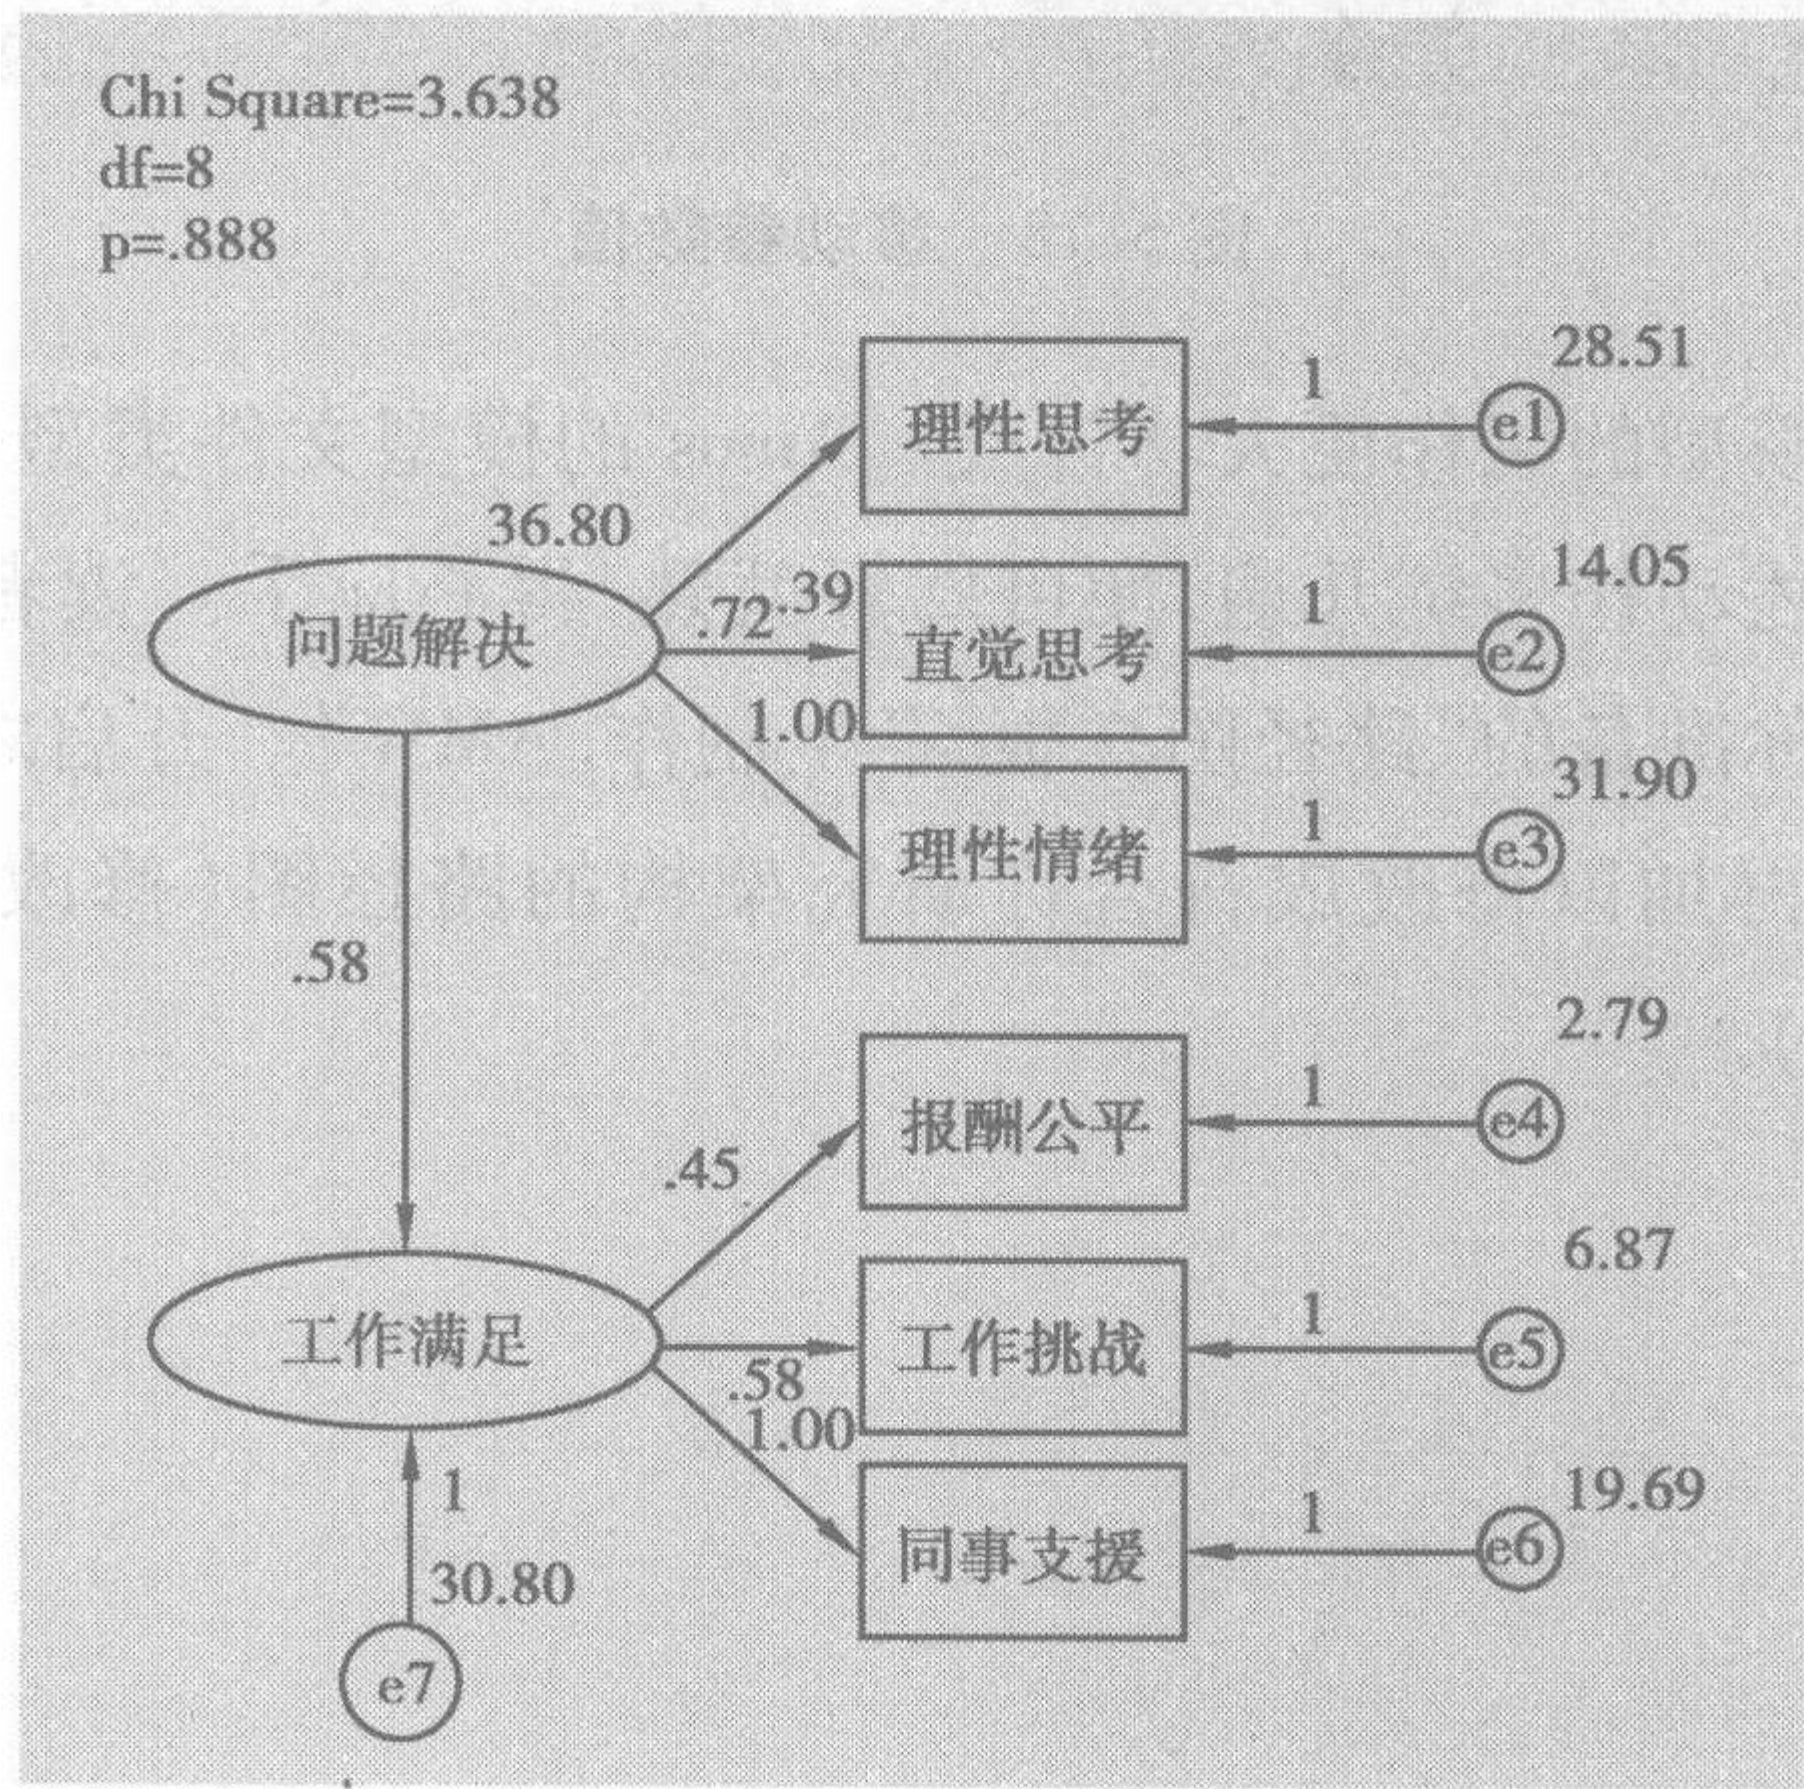 Chi Square=3.638
df=8
p=.888
28.51
理性思考
1
e1
36.80
14.05
问题解决
.72
.39
直觉思考
1
e2
1.00
31.90
理性情绪
1
e3
.58
2.79
报酬公平
1
e4
.45
6.87
工作满足
工作挑战
1
e5
.58
1.00
19.69
同事支援
1
e6
1
30.80
e7